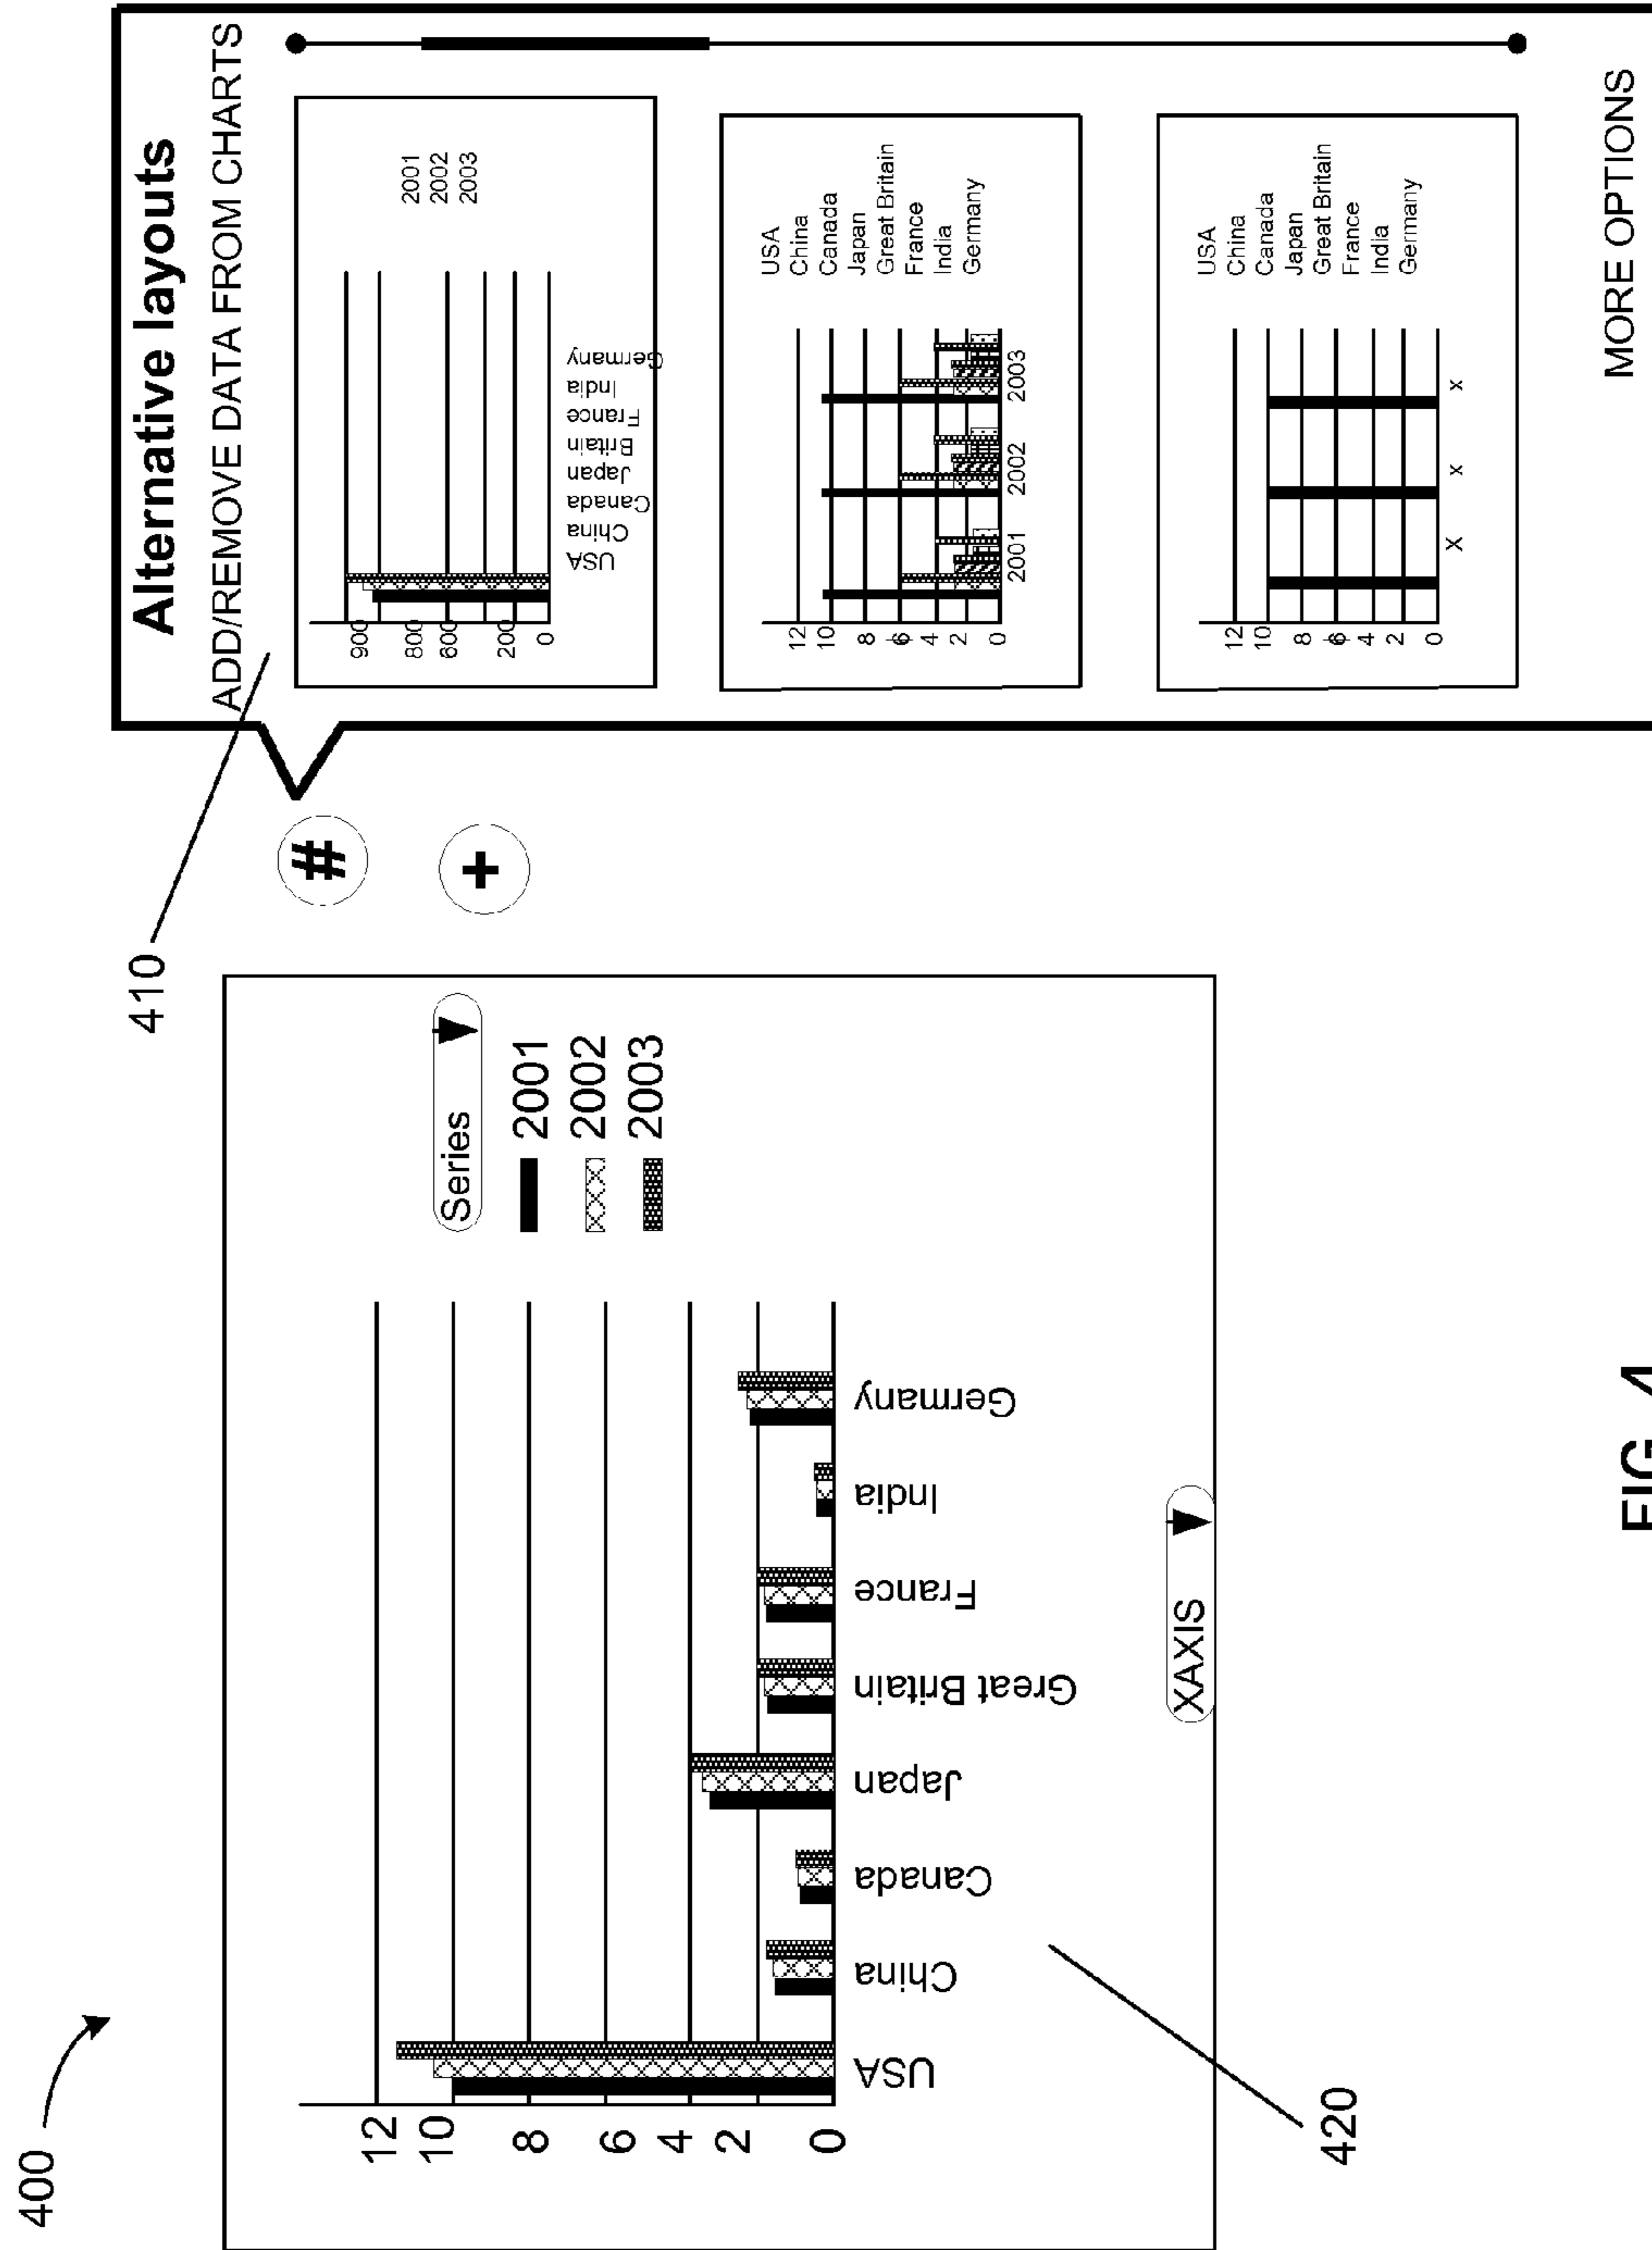 400
12
10
8
6
4
2
0
USA
China
Canada
Japan
Great Britain
France
India
Germany
XAXIS
Series
2001
2002
2003
420
410
#
+
Alternative layouts
ADD/REMOVE DATA FROM CHARTS
900
800
600
200
0
USA
China
Canada
Japan
Britain
France
India
Germany
2001
2002
2003
12
10
8
6
4
2
0
2001
2002
2003
USA
China
Canada
Japan
Great Britain
France
India
Germany
12
10
8
6
4
2
0
X
x
x
USA
China
Canada
Japan
Great Britain
France
India
Germany
MORE OPTIONS